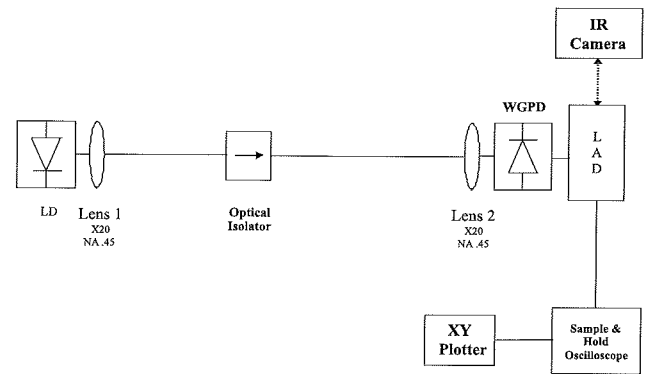 IR
Camera
WGPD
L
A
D
LD
Lens 1
X20
NA .45
Optical
Isolator
Lens 2
X20
NA .45
XY
Plotter
Sample &
Hold
Oscilloscope